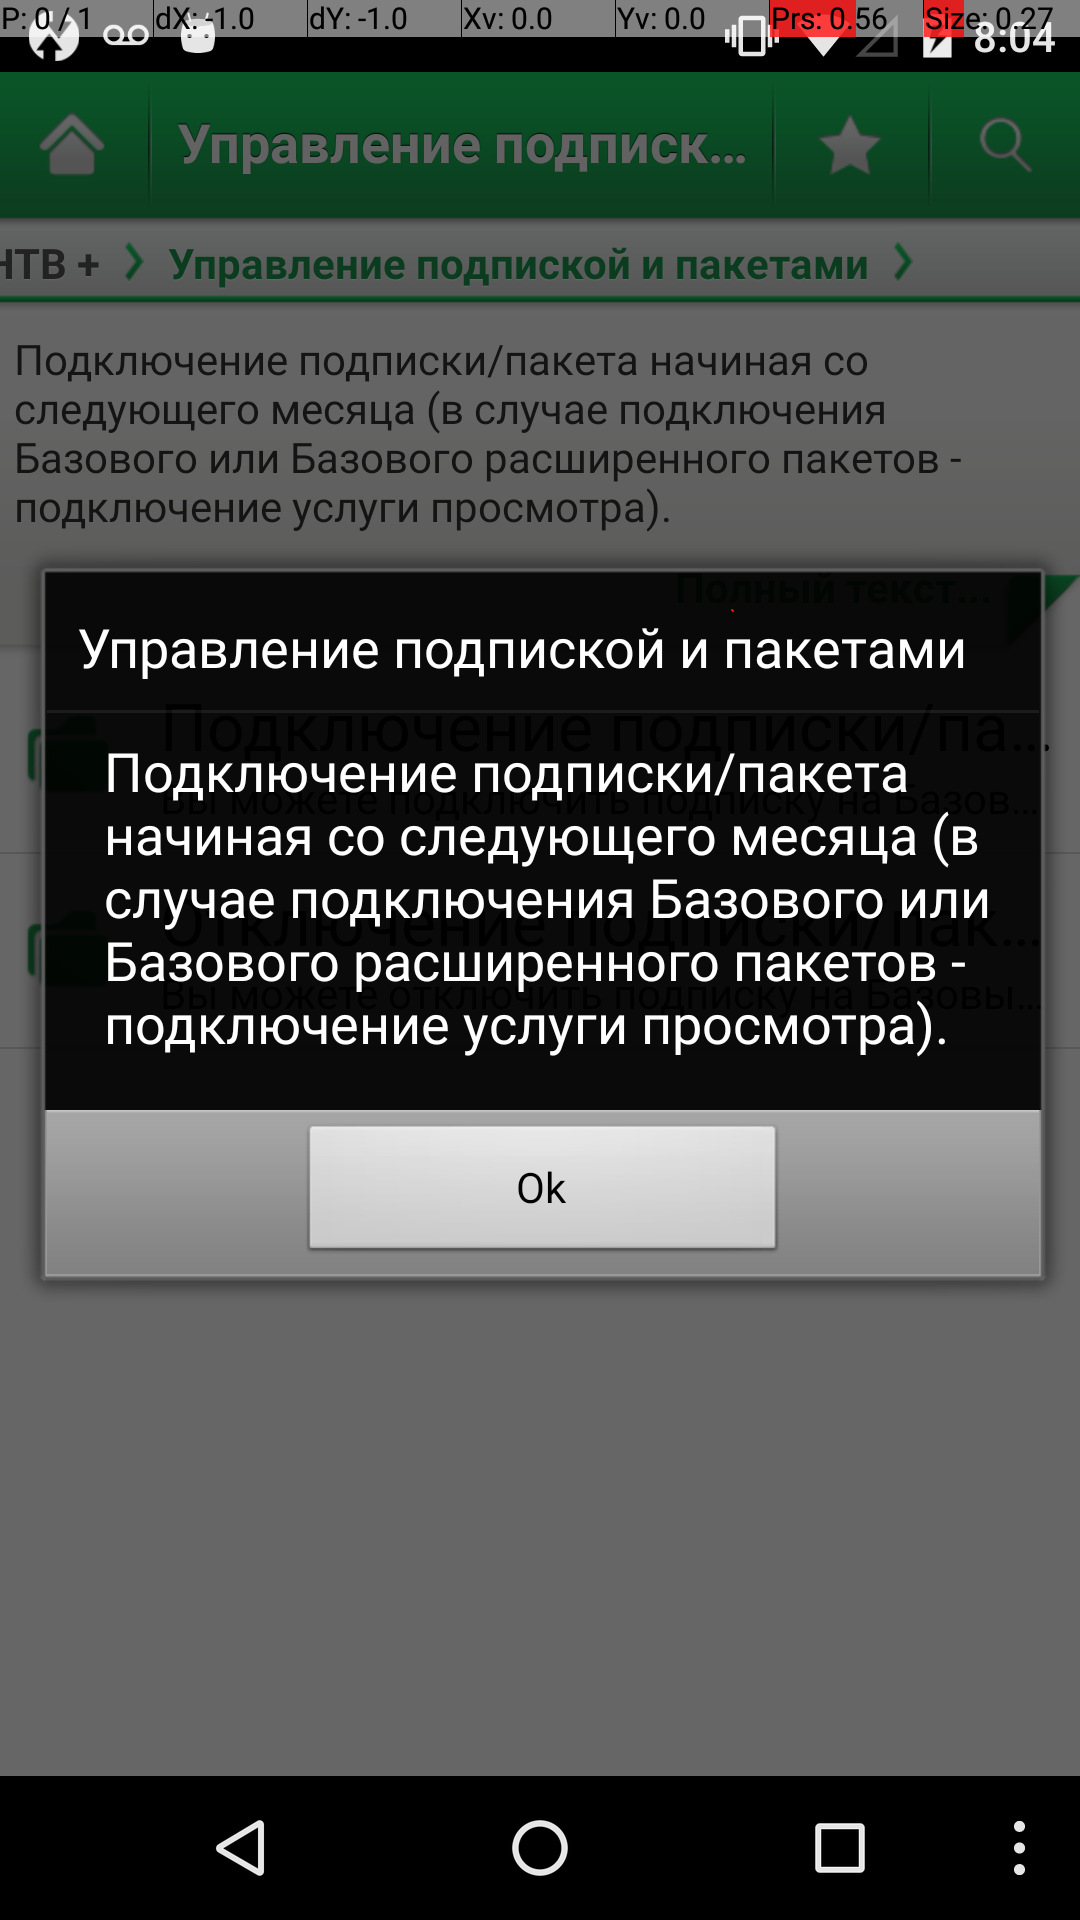 P: 0 / 1 dX: -1.0 dY: -1.0 Xv: 0.0 Yv: 0.0 Prs: 0.56 Size: 0.27
8:04
Управление подписк...
НТВ + Управление подпиской и пакетами
Подключение подписки/пакета начиная со
следующего месяца (в случае подключения
Базового или Базового расширенного пакетов -
подключение услуги просмотра).
Полный текст...
Управление подпиской и пакетами
Подключение подписки/па...
Вы можете подключить подписку на Базов...
Отключение подписки/пак...
Вы можете отключить подписку на Базовы...
Подключение подписки/пакета
начиная со следующего месяца (в
случае подключения Базового или
Базового расширенного пакетов -
подключение услуги просмотра).
Ok